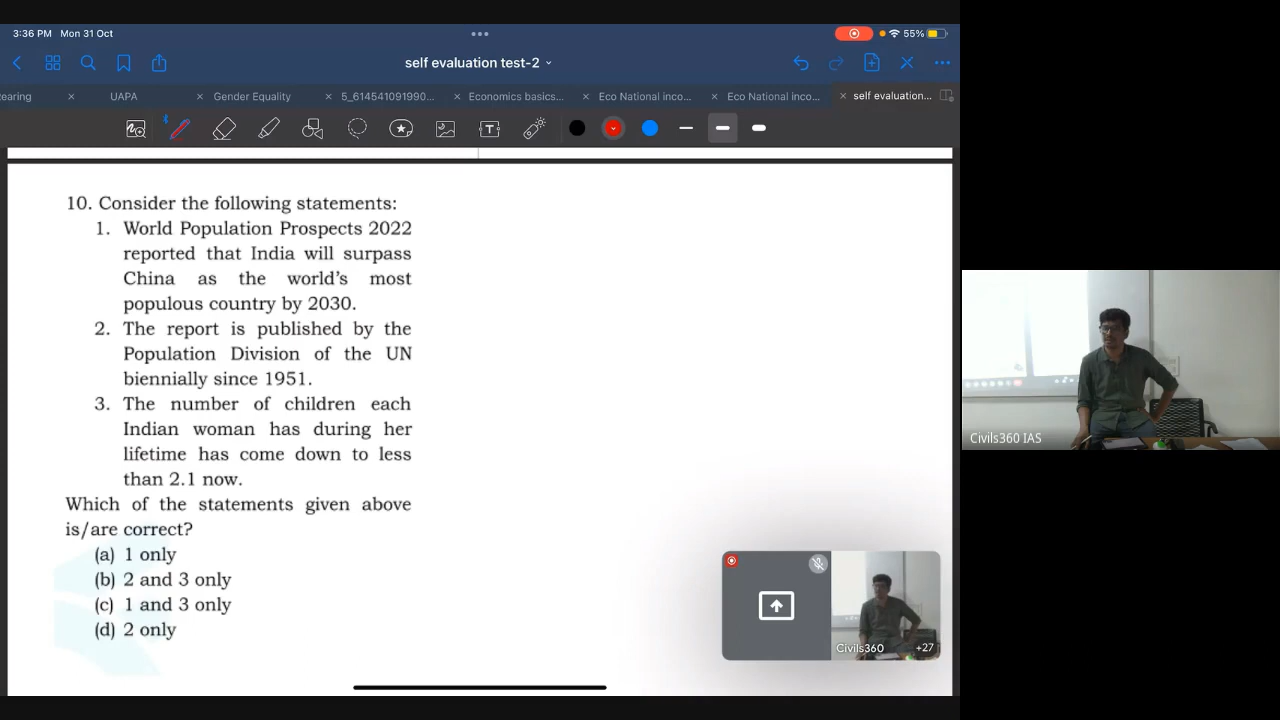 3:36 PM Mon 31 Oct
55%
self evaluation test-2
earing
UAPA
Gender Equality
5_614541091990...
Economics basics...
Eco National inco...
Eco National inco...
self evaluation...
10. Consider the following statements:
1. World Population Prospects 2022
reported that India will surpass
China as the world's most
populous country by 2030.
2. The report is published by the
Population Division of the UN
biennially since 1951.
3. The number of children each
Indian woman has during her
lifetime has come down to less
than 2.1 now.
Which of the statements given above
is/are correct?
(a) 1 only
(b) 2 and 3 only
(c) 1 and 3 only
(d) 2 only
Civils360
+27
Civils360 IAS